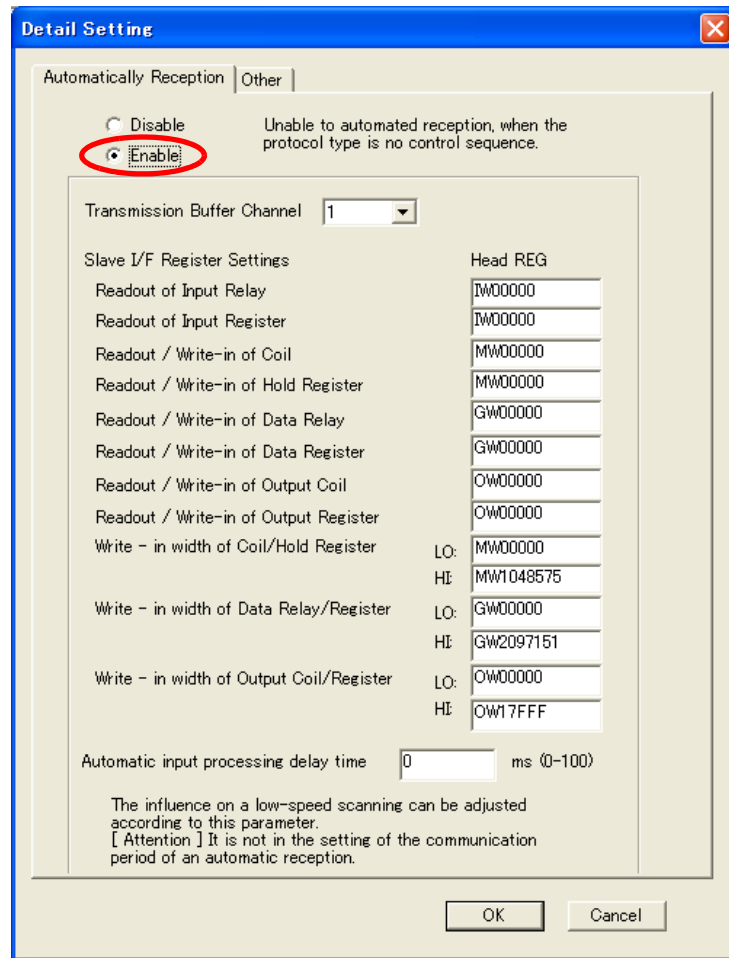 Detail Setting
Automatically Reception
Other
Disable
Unable to automated reception, when the
protocol type is no control sequence.
Enable
Transmission Buffer Channel 1
Slave I/F Register Settings Head REG
Readout of Input Relay IW00000
Readout of Input Register IW00000
Readout / Write-in of Coil MW00000
Readout / Write-in of Hold Register MW00000
Readout / Write-in of Data Relay GW00000
Readout / Write-in of Data Register GW00000
Readout / Write-in of Output Coil OW00000
Readout / Write-in of Output Register OW00000
Write - in width of Coil/Hold Register LO: MW00000
HI: MW1048575
Write - in width of Data Relay/Register LO: GW00000
HI: GW2097151
Write - in width of Output Coil/Register LO: OW00000
HI: OW17FFF
Automatic input processing delay time 0 ms (0-100)
The influence on a low-speed scanning can be adjusted
according to this parameter.
[ Attention ] It is not in the setting of the communication
period of an automatic reception.
OK Cancel